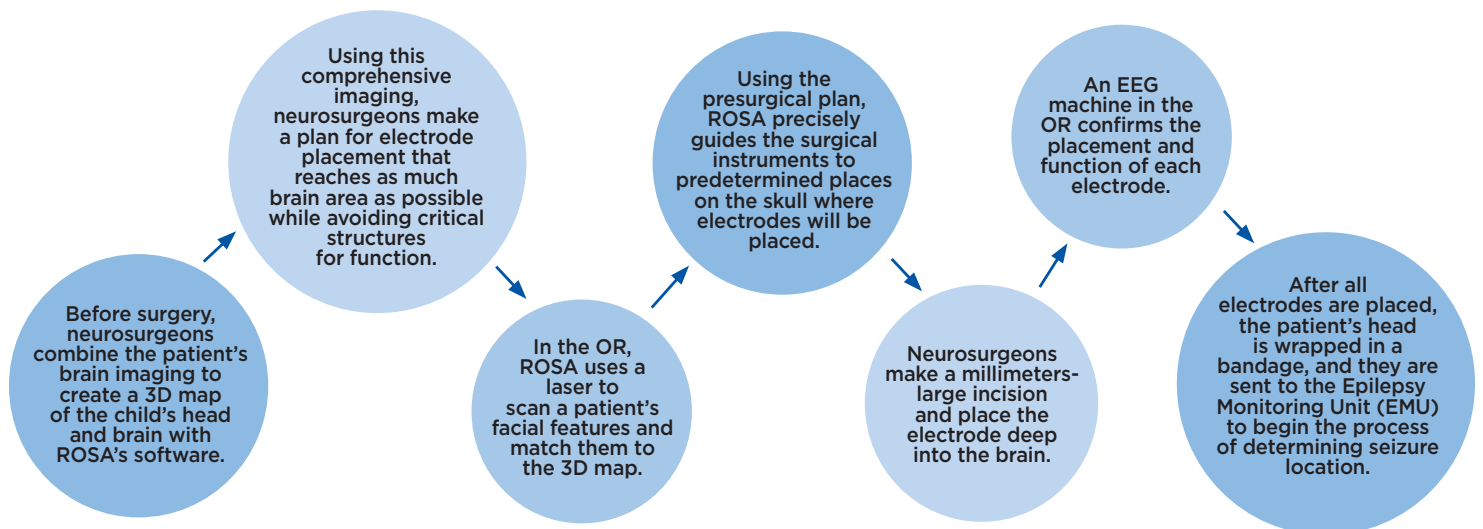 Before surgery,
neurosurgeons
combine the patient’s
brain imaging to
create a 3D map
of the child’s head
and brain with
ROSA’s software.
Using this
comprehensive
imaging,
neurosurgeons make
a plan for electrode
placement that
reaches as much
brain area as possible
while avoiding critical
structures
for function.
In the OR,
ROSA uses a
laser to
scan a patient’s
facial features and
match them to
the 3D map.
Using the
presurgical plan,
ROSA precisely
guides the surgical
instruments to
predetermined places
on the skull where
electrodes will be
placed.
Neurosurgeons
make a millimeters-
large incision
and place the
electrode deep
into the brain.
An EEG
machine in the
OR confirms the
placement and
function of each
electrode.
After all
electrodes are placed,
the patient’s head
is wrapped in a
bandage, and they are
sent to the Epilepsy
Monitoring Unit (EMU)
to begin the process
of determining seizure
location.